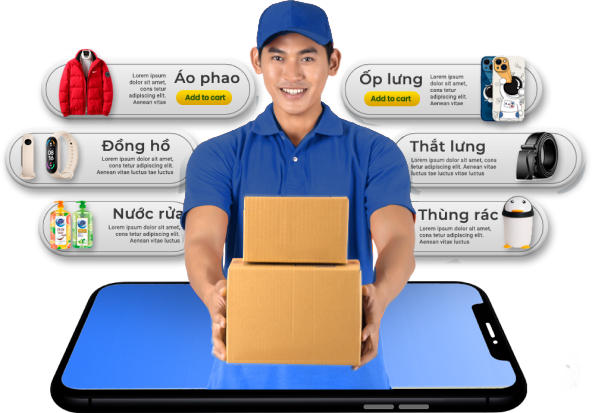 Áo phao
Lorem ipsum
dolor sit amet,
cons tetur
adipiscing elit.
Aenean vitae
Add to cart
Ốp lưng
Lorem ipsum
dolor sit amet,
cons tetur
adipiscing elit.
Aenean vitae
Add to cart
Đồng hồ
Lorem ipsum dolor sit amet,
cons tetur adipiscing elit.
Aenean vitae luctus tae luctus
Thắt lưng
Lorem ipsum dolor sit amet,
cons tetur adipiscing elit.
Aenean vitae luctus tae luctus
Nước rửa
Lorem ipsum dolor sit amet,
cons tetur adipiscing elit.
Aenean vitae luctus
Thùng rác
Lorem ipsum dolor sit amet,
cons tetur adipiscing elit.
Aenean vitae luctus